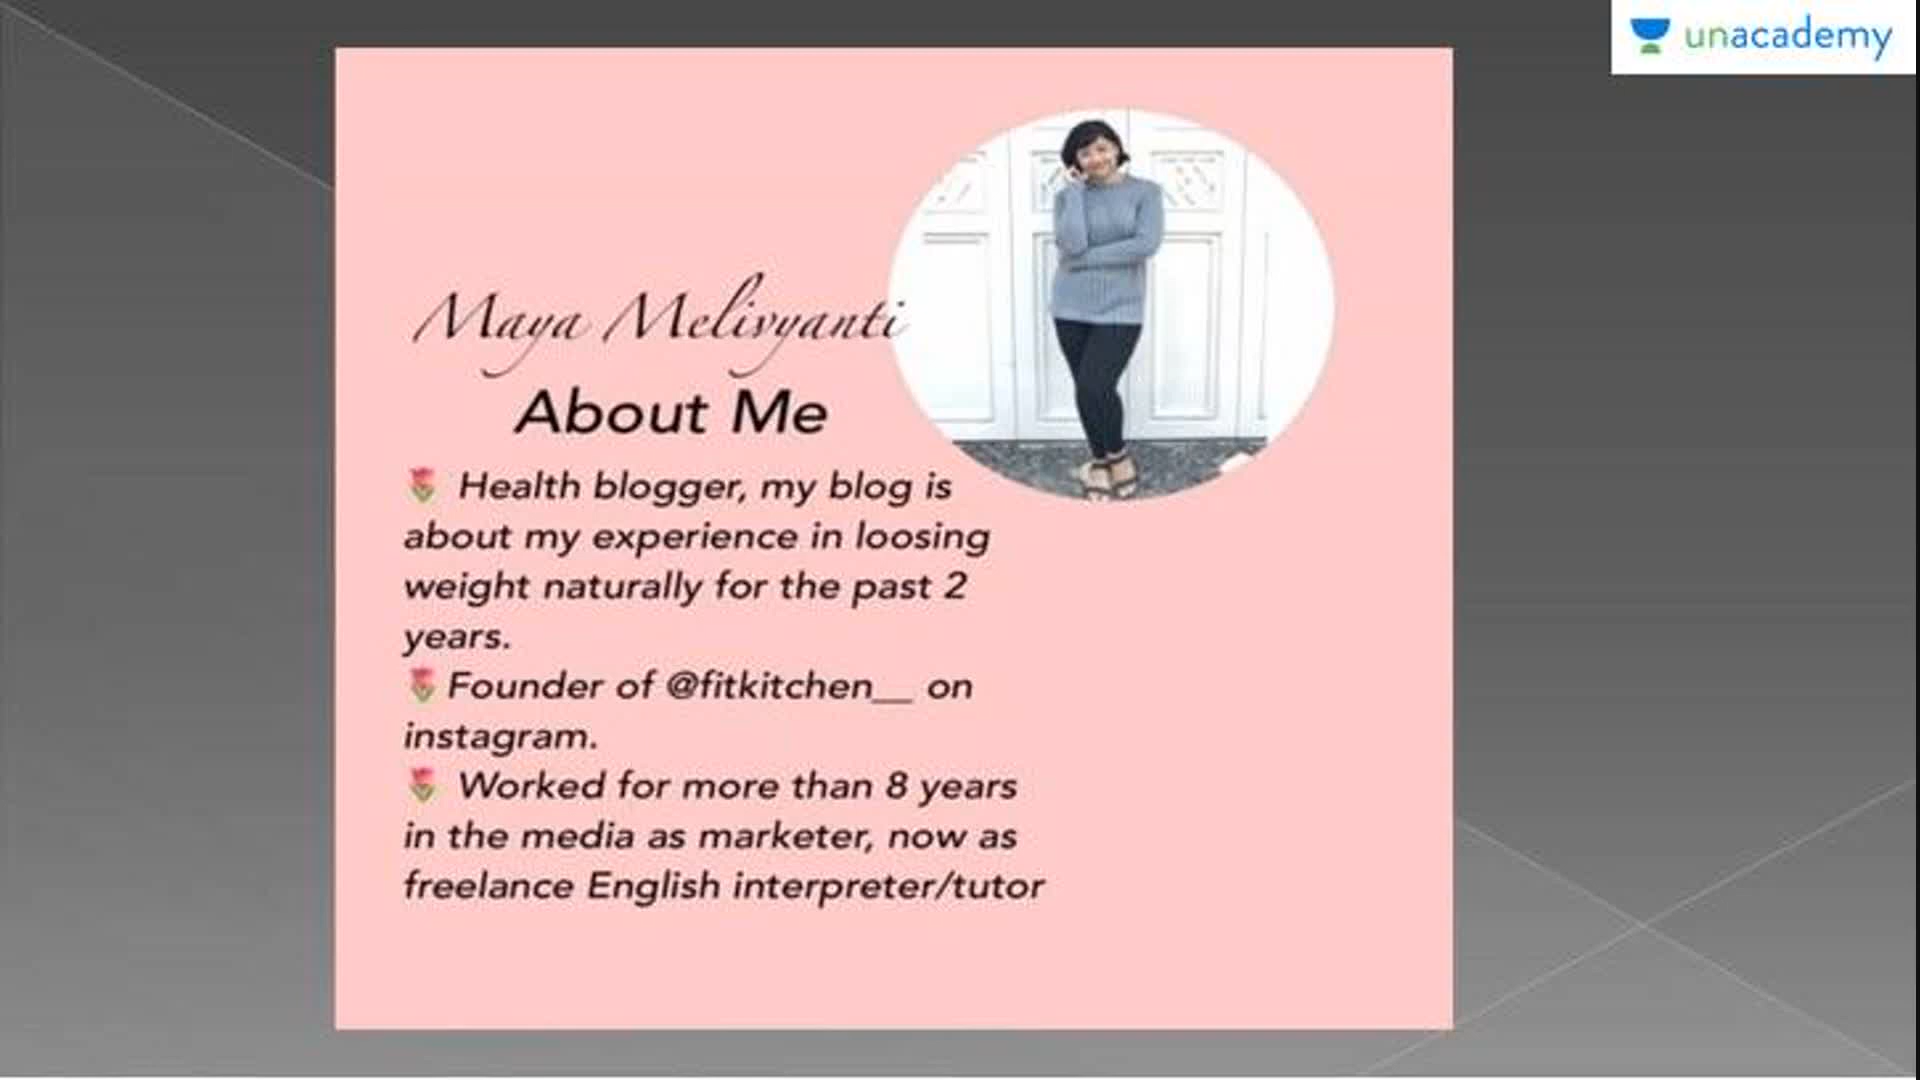 unacademy
Maya Melivyanti
About Me
Health blogger, my blog is
about my experience in loosing
weight naturally for the past 2
years.
Founder of @fitkitchen__ on
instagram.
Worked for more than 8 years
in the media as marketer, now as
freelance English interpreter/tutor